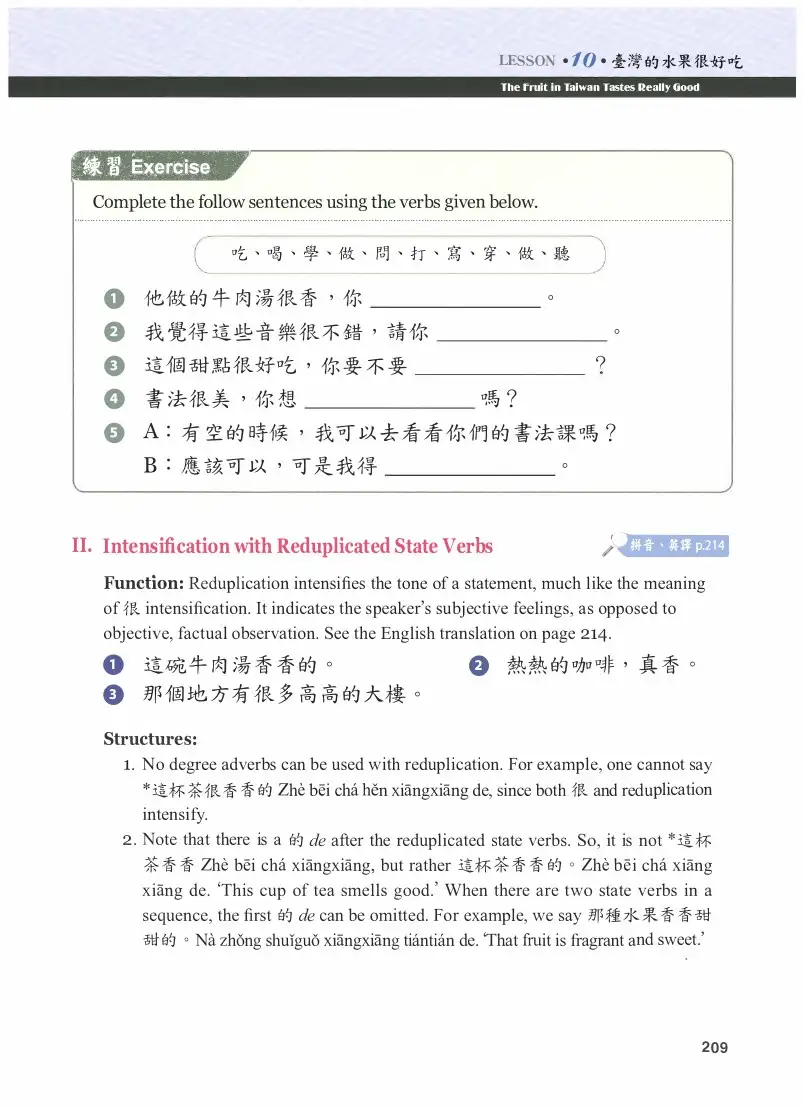 LESSON •10• 臺灣的水果很好吃
The Fruit in Taiwan Tastes Really Good
練習 Exercise
Complete the follow sentences using the verbs given below.
吃、喝、學、做、問、打、寫、穿、做、聽
1 他做的牛肉湯很香，你 ________________。
2 我覺得這些音樂很不錯，請你 ________________。
3 這個甜點很好吃，你要不要 ________________ ？
4 書法很美，你想 ________________ 嗎？
5 A：有空的時候，我可以去看看你們的書法課嗎？
B：應該可以，可是我得 ________________。
II. Intensification with Reduplicated State Verbs
拼音、英譯 p.214
Function: Reduplication intensifies the tone of a statement, much like the meaning
of 很 intensification. It indicates the speaker's subjective feelings, as opposed to
objective, factual observation. See the English translation on page 214.
1 這碗牛肉湯香香的。 2 熱熱的咖啡，真香。
3 那個地方有很多高高的大樓。
Structures:
1. No degree adverbs can be used with reduplication. For example, one cannot say
*這杯茶很香香的 Zhè bēi chá hěn xiāngxiāng de, since both 很 and reduplication
intensify.
2. Note that there is a 的 de after the reduplicated state verbs. So, it is not *這杯
茶香香 Zhè bēi chá xiāngxiāng, but rather 這杯茶香香的。Zhè bēi chá xiāng
xiāng de. 'This cup of tea smells good.' When there are two state verbs in a
sequence, the first 的 de can be omitted. For example, we say 那種水果香香甜
甜的。Nà zhǒng shuǐguǒ xiāngxiāng tiántián de. 'That fruit is fragrant and sweet.'
209